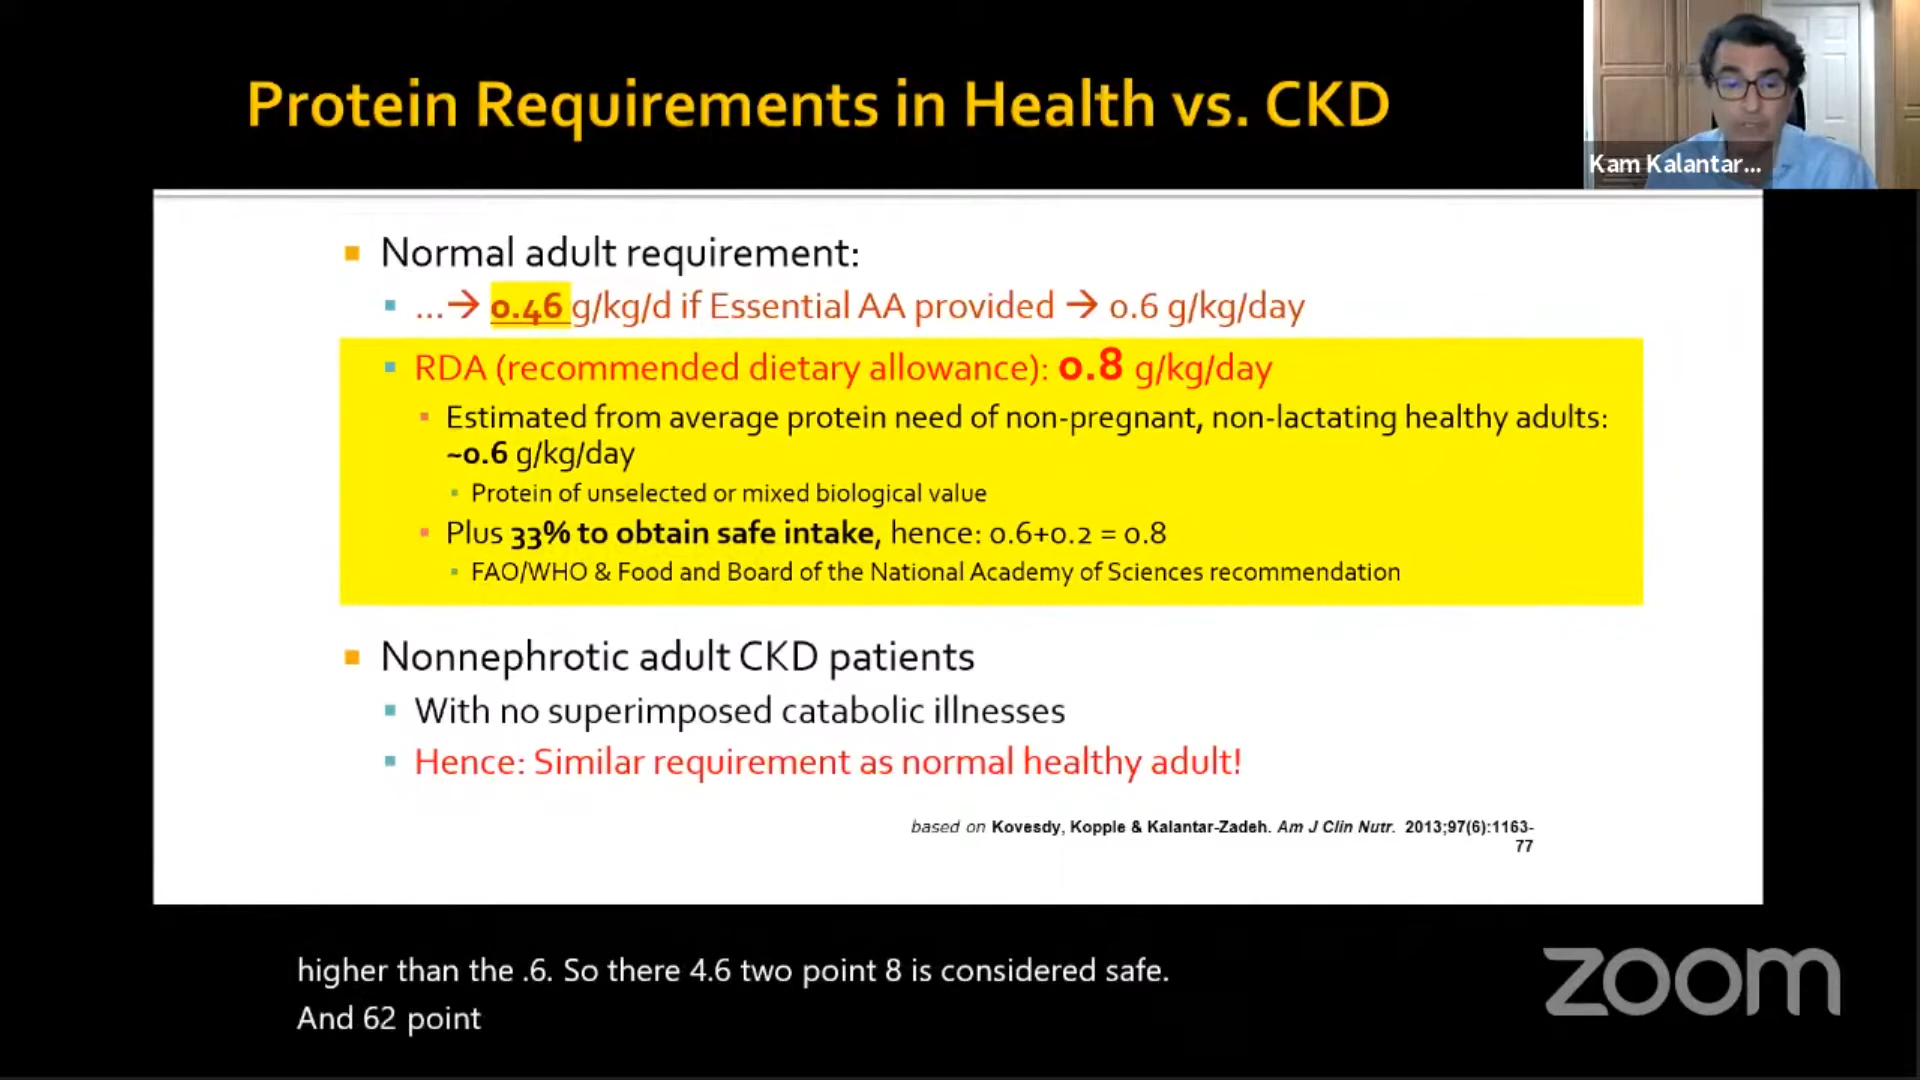 Protein Requirements in Health vs. CKD
Kam Kalantar...
Normal adult requirement:
...→ 0.46 g/kg/d if Essential AA provided → 0.6 g/kg/day
RDA (recommended dietary allowance): 0.8 g/kg/day
Estimated from average protein need of non-pregnant, non-lactating healthy adults:
~0.6 g/kg/day
Protein of unselected or mixed biological value
Plus 33% to obtain safe intake, hence: 0.6+0.2 = 0.8
FAO/WHO & Food and Board of the National Academy of Sciences recommendation
Nonnephrotic adult CKD patients
With no superimposed catabolic illnesses
Hence: Similar requirement as normal healthy adult!
based on Kovesdy, Kopple & Kalantar-Zadeh. Am J Clin Nutr. 2013;97(6):1163-
77
higher than the .6. So there 4.6 two point 8 is considered safe.
And 62 point
zoom